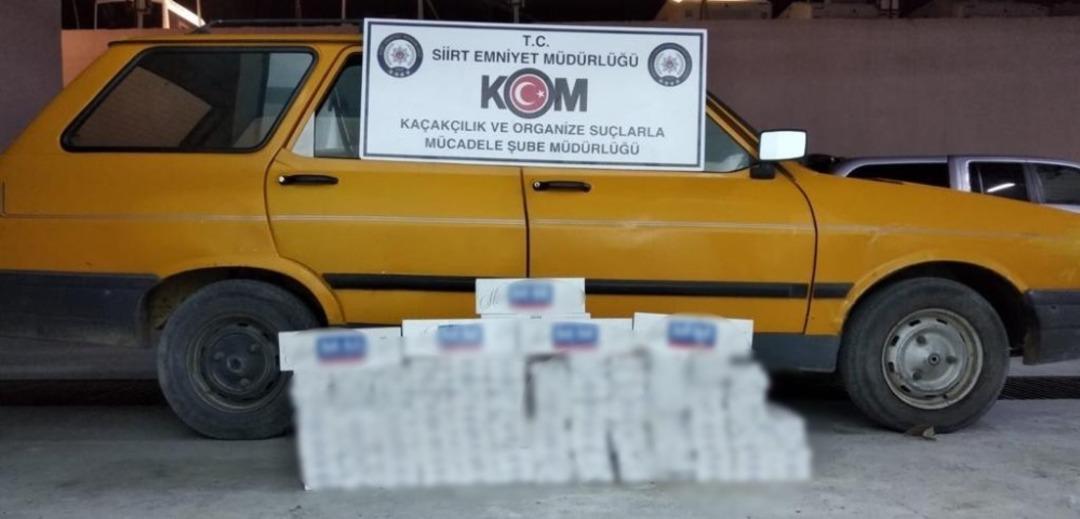 T.C.
SİİRT EMNİYET MÜDÜRLÜĞÜ
KOM
KAÇAKÇILIK VE ORGANİZE SUÇLARLA
MÜCADELE ŞUBE MÜDÜRLÜĞÜ